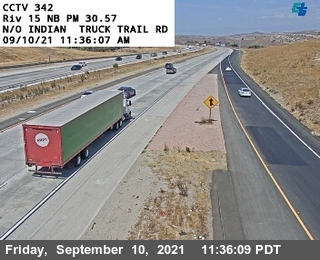 CCTV 342
Riv 15 NB PM 30.57
N/O INDIAN TRUCK TRAIL RD
09/10/21 11:36:07 AM
Friday, September 10, 2021 11:36:09 PDT